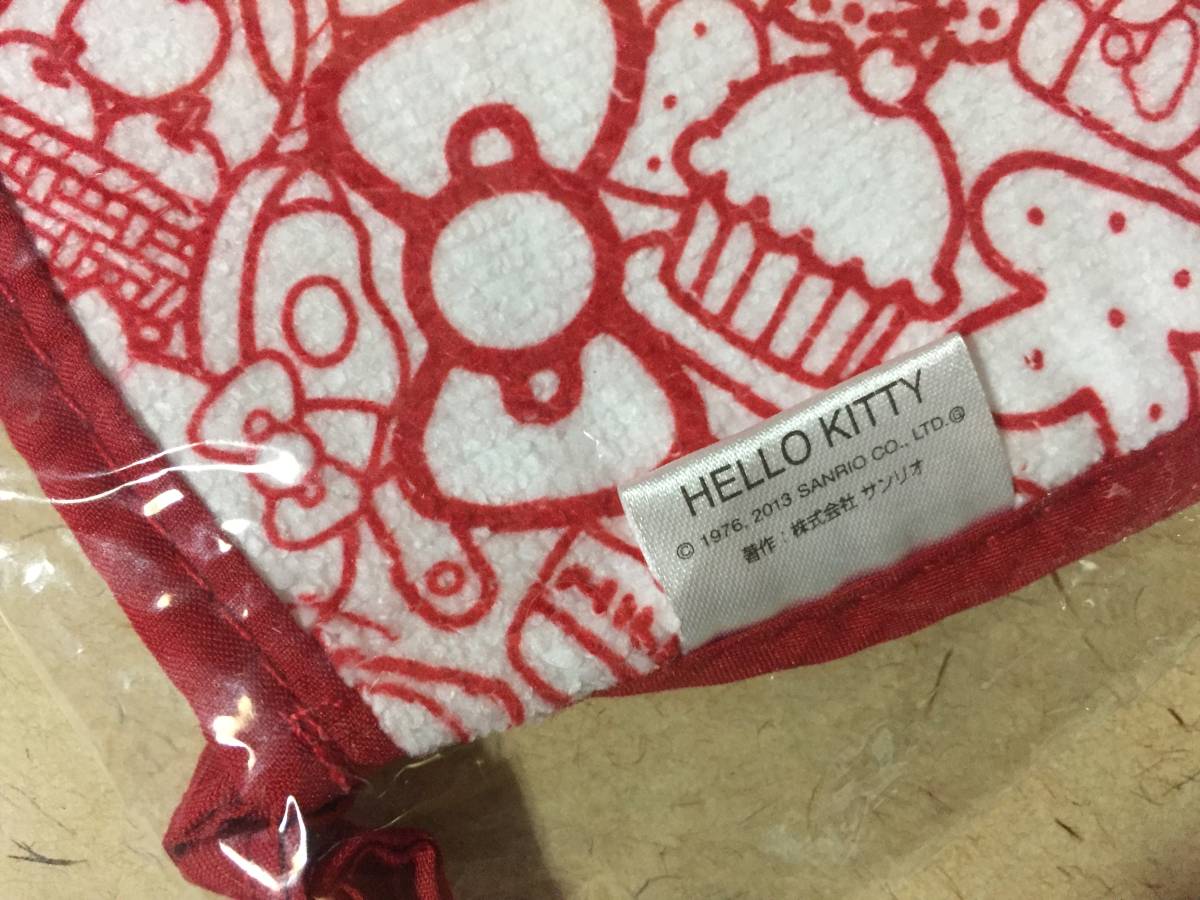 HELLO KITTY
© 1976, 2013 SANRIO CO., LTD.Ⓛ
著作：株式会社 サンリオ